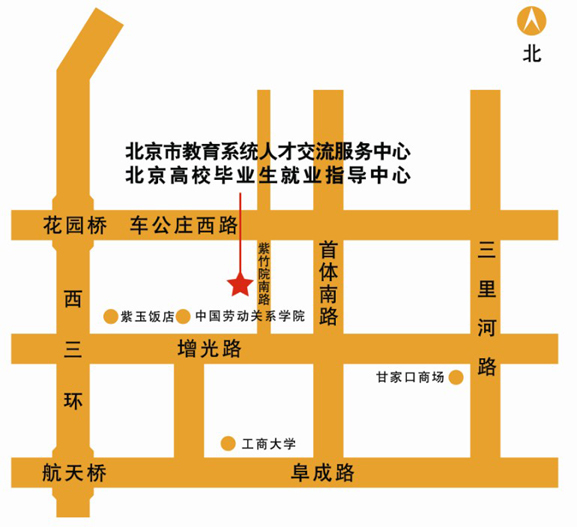 北
北京市教育系统人才交流服务中心
北京高校毕业生就业指导中心
花园桥
车公庄西路
紫竹院南路
首体南路
三里河路
西三环
紫玉饭店
中国劳动关系学院
增光路
甘家口商场
工商大学
航天桥
阜成路